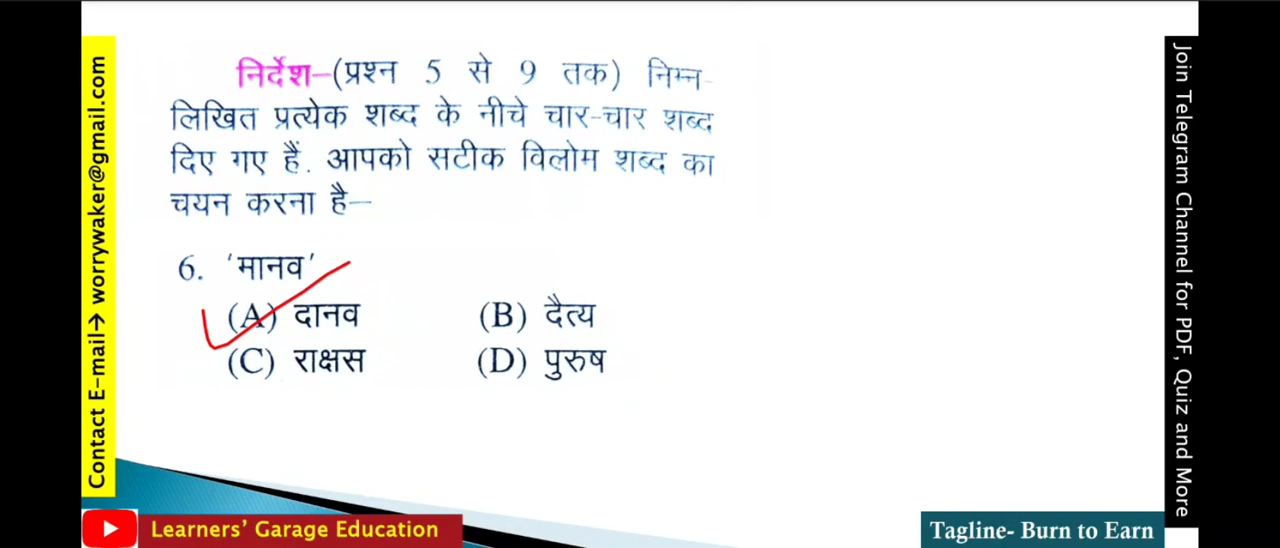 Contact E-mail→ worrywaker@gmail.com
निर्देश–(प्रश्न 5 से 9 तक) निम्न-
लिखित प्रत्येक शब्द के नीचे चार-चार शब्द
दिए गए हैं. आपको सटीक विलोम शब्द का
चयन करना है—
6. ‘मानव’
(A) दानव (B) दैत्य
(C) राक्षस (D) पुरुष
Join Telegram Channel for PDF, Quiz and More
Learners’ Garage Education
Tagline- Burn to Earn